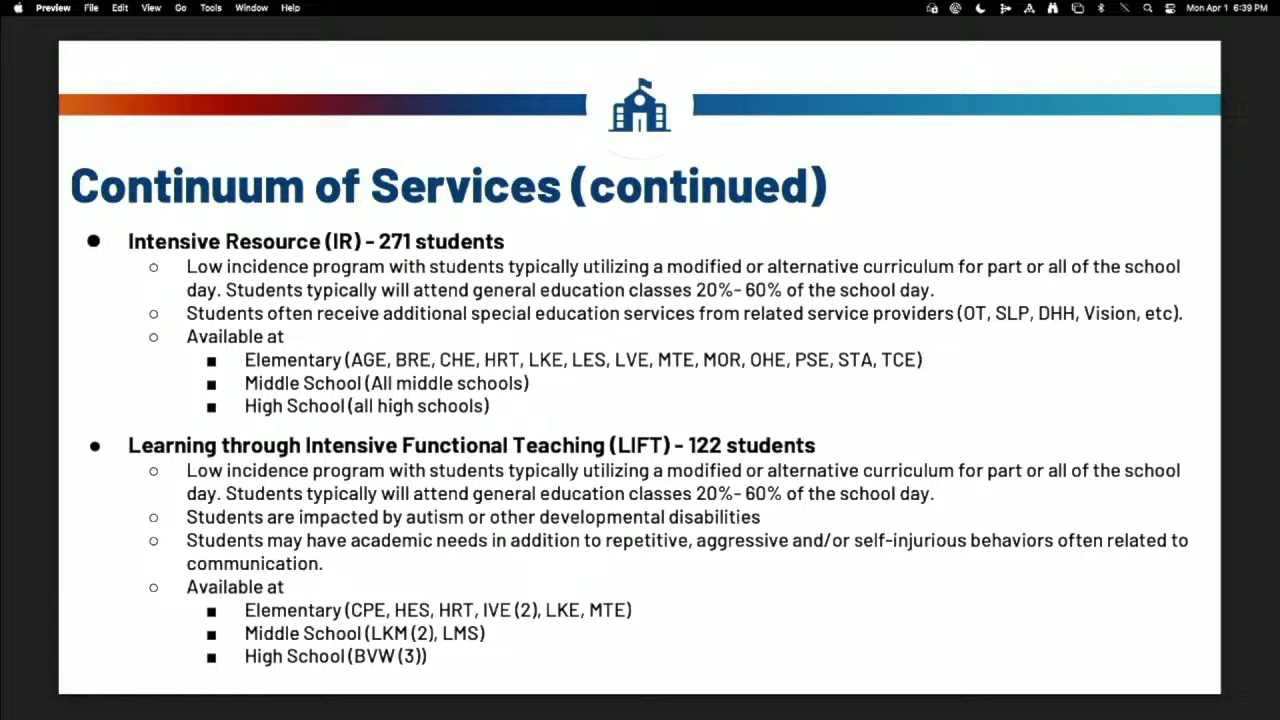 Preview File Edit View Go Tools Window Help Mon Apr 1 6:39 PM
Continuum of Services (continued)
● Intensive Resource (IR) - 271 students
○ Low incidence program with students typically utilizing a modified or alternative curriculum for part or all of the school
day. Students typically will attend general education classes 20%- 60% of the school day.
○ Students often receive additional special education services from related service providers (OT, SLP, DHH, Vision, etc).
○ Available at
■ Elementary (AGE, BRE, CHE, HRT, LKE, LES, LVE, MTE, MOR, OHE, PSE, STA, TCE)
■ Middle School (All middle schools)
■ High School (all high schools)
● Learning through Intensive Functional Teaching (LIFT) - 122 students
○ Low incidence program with students typically utilizing a modified or alternative curriculum for part or all of the school
day. Students typically will attend general education classes 20%- 60% of the school day.
○ Students are impacted by autism or other developmental disabilities
○ Students may have academic needs in addition to repetitive, aggressive and/or self-injurious behaviors often related to
communication.
○ Available at
■ Elementary (CPE, HES, HRT, IVE (2), LKE, MTE)
■ Middle School (LKM (2), LMS)
■ High School (BVW (3))